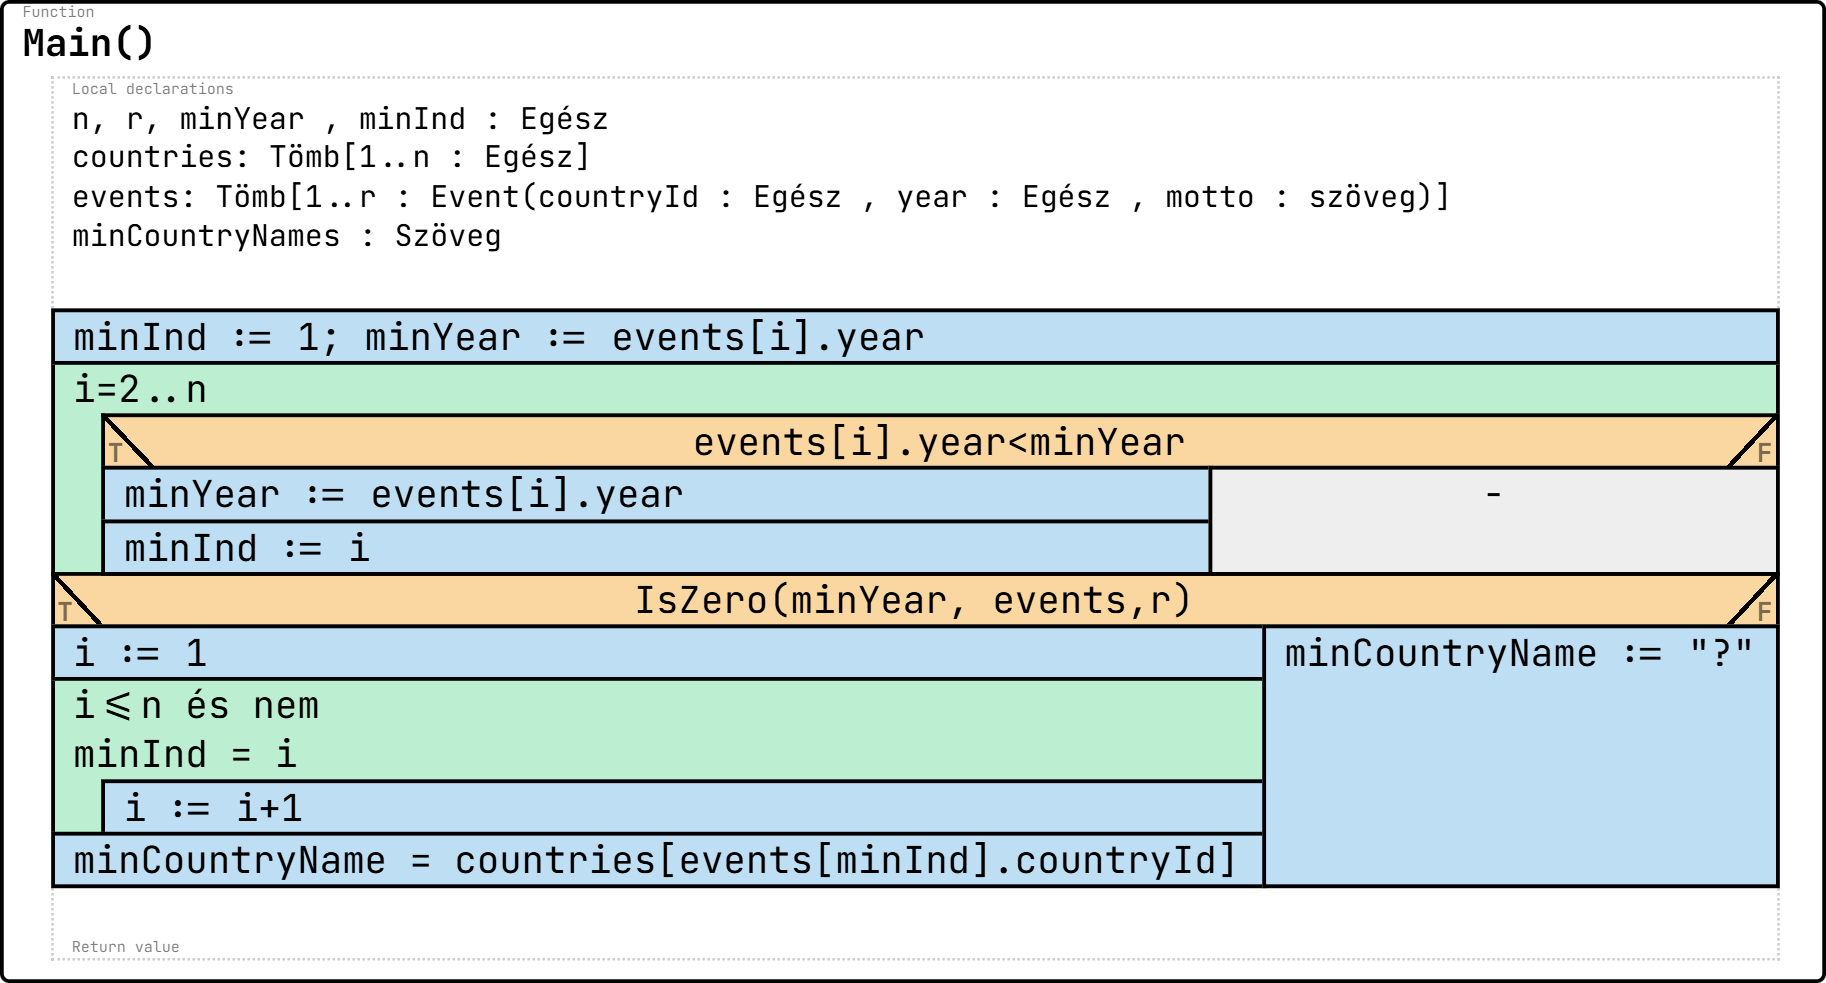 Function
Main()
Local declarations
n, r, minYear , minInd : Egész
countries: Tömb[1..n : Egész]
events: Tömb[1..r : Event(countryId : Egész , year : Egész , motto : szöveg)]
minCountryNames : Szöveg
minInd := 1; minYear := events[i].year
i=2..n
T
events[i].year<minYear
F
minYear := events[i].year
-
minInd := i
T
IsZero(minYear, events,r)
F
i := 1
minCountryName := "?"
i<=n és nem
minInd = i
i := i+1
minCountryName = countries[events[minInd].countryId]
Return value